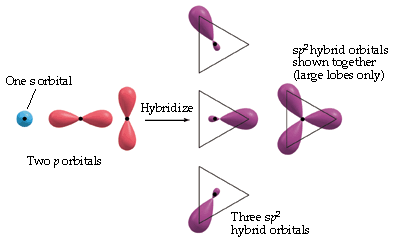 One s orbital
Two p orbitals
Hybridize
Three sp²
hybrid orbitals
sp² hybrid orbitals
shown together
(large lobes only)